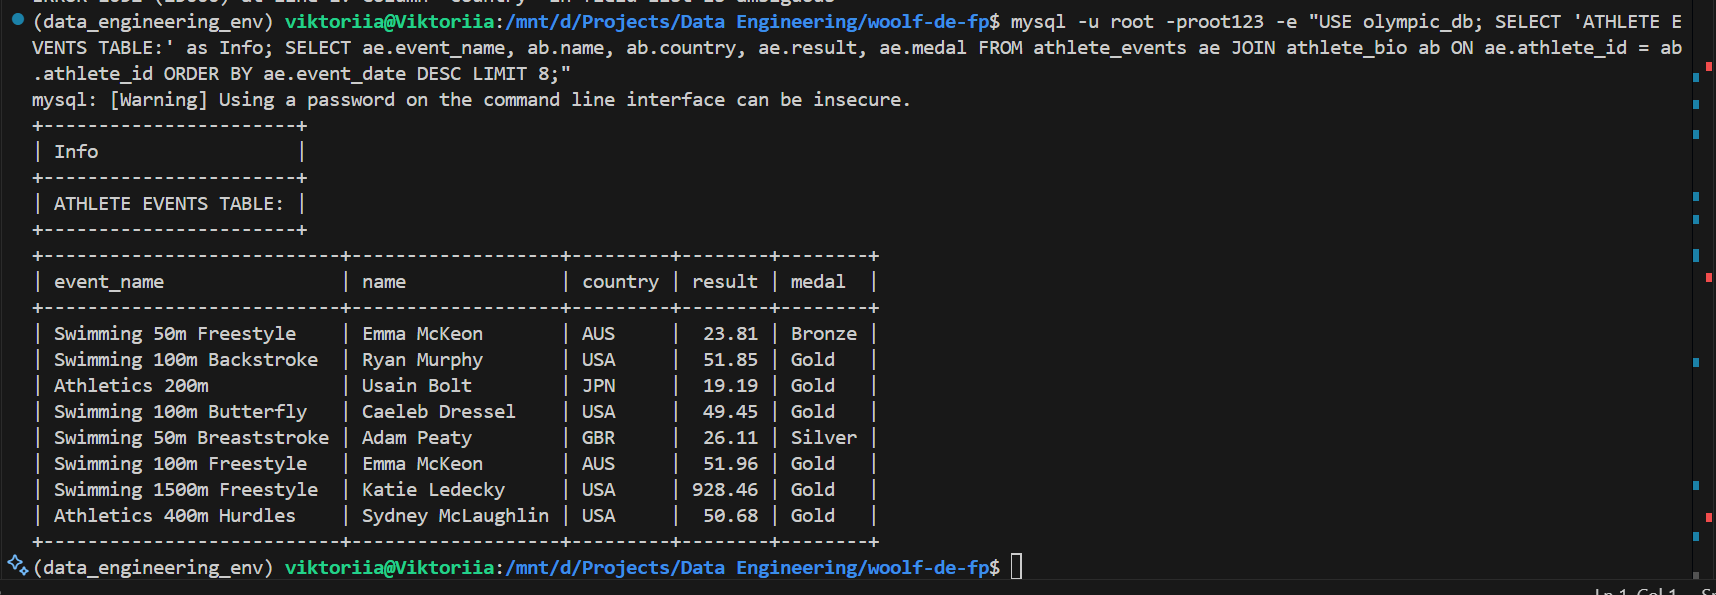 (data_engineering_env) viktoriia@Viktoriia:/mnt/d/Projects/Data Engineering/woolf-de-fp$ mysql -u root -proot123 -e "USE olympic_db; SELECT 'ATHLETE E
VENTS TABLE:' as Info; SELECT ae.event_name, ab.name, ab.country, ae.result, ae.medal FROM athlete_events ae JOIN athlete_bio ab ON ae.athlete_id = ab
.athlete_id ORDER BY ae.event_date DESC LIMIT 8;"
mysql: [Warning] Using a password on the command line interface can be insecure.
+-----------------------+
| Info                  |
+-----------------------+
| ATHLETE EVENTS TABLE: |
+-----------------------+
+---------------------------+-------------------+---------+--------+--------+
| event_name                | name              | country | result | medal  |
+---------------------------+-------------------+---------+--------+--------+
| Swimming 50m Freestyle    | Emma McKeon       | AUS     |  23.81 | Bronze |
| Swimming 100m Backstroke  | Ryan Murphy       | USA     |  51.85 | Gold   |
| Athletics 200m            | Usain Bolt        | JPN     |  19.19 | Gold   |
| Swimming 100m Butterfly   | Caeleb Dressel    | USA     |  49.45 | Gold   |
| Swimming 50m Breaststroke | Adam Peaty        | GBR     |  26.11 | Silver |
| Swimming 100m Freestyle   | Emma McKeon       | AUS     |  51.96 | Gold   |
| Swimming 1500m Freestyle  | Katie Ledecky     | USA     | 928.46 | Gold   |
| Athletics 400m Hurdles    | Sydney McLaughlin | USA     |  50.68 | Gold   |
+---------------------------+-------------------+---------+--------+--------+
(data_engineering_env) viktoriia@Viktoriia:/mnt/d/Projects/Data Engineering/woolf-de-fp$